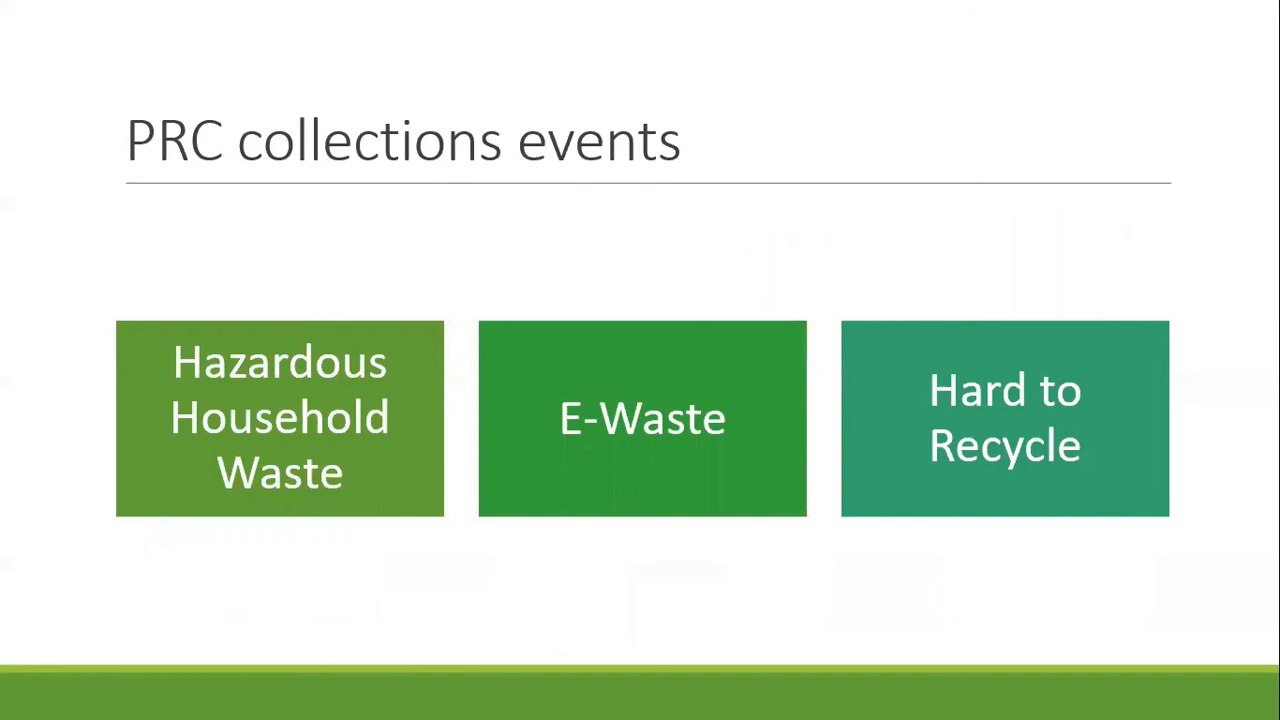 PRC collections events
Hazardous
Household
Waste
E-Waste
Hard to
Recycle